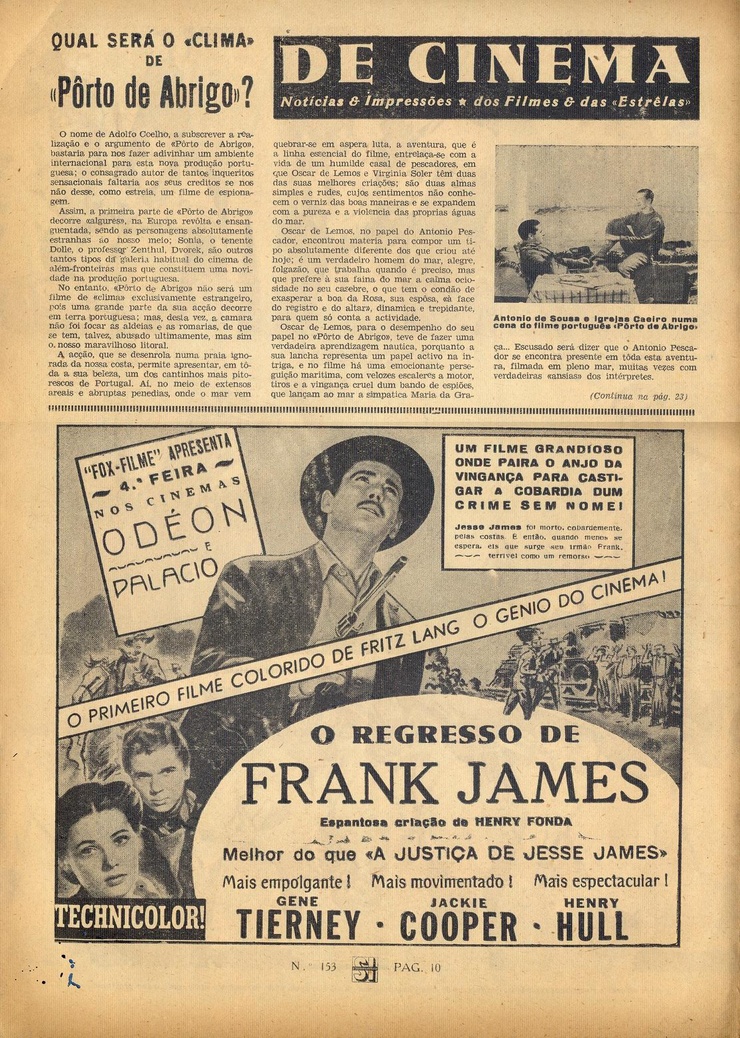 QUAL SERÁ O «CLIMA»
DE
«Pôrto de Abrigo»?
DE CINEMA
Notícias & Impressões ★ dos Filmes & das «Estrêlas»
O nome de Adolfo Coelho, a subscrever a rea-
lização e o argumento de «Pôrto de Abrigo»,
bastaria para nos fazer adivinhar um ambiente
internacional para esta nova produção portu-
guesa; o consagrado autor de tantos inqueritos
sensacionais faltaria aos seus creditos se nos
não desse, como estreia, um filme de espiona-
gem.
Assim, a primeira parte de «Pôrto de Abrigo»
decorre «algures», na Europa revôlta e ensan-
guentada, sendo as personagens absolutamente
estranhas ao nosso meio; Sonia, o tenente
Dolle, o professor Zenthul, Dvorek, são outros
tantos tipos da galeria habitual do cinema de
além-fronteiras mas que constituem uma novi-
dade na produção portuguesa.
No entanto, «Pôrto de Abrigo» não será um
filme de «clima» exclusivamente estrangeiro,
pois uma grande parte da sua acção decorre
em terra portuguesa; mas, desta vez, a camara
não foi focar as aldeias e as romarias, de que
se tem, talvez, abusado ultimamente, mas sim
o nosso maravilhoso litoral.
A acção, que se desenrola numa praia igno-
rada da nossa costa, permite apresentar, em tô-
da a sua beleza, um dos cantinhos mais pito-
rescos de Portugal. Aí, no meio de extensos
areais e abruptas penedias, onde o mar vem
quebrar-se em aspera luta, a aventura, que é
a linha essencial do filme, entrelaça-se com a
vida de um humilde casal de pescadores, em
que Oscar de Lemos e Virginia Soler têm duas
das suas melhores criações; são duas almas
simples e rudes, cujos sentimentos não conhe-
cem o verniz das boas maneiras e se expandem
com a pureza e a violência das proprias águas
do mar.
Oscar de Lemos, no papel do Antonio Pes-
cador, encontrou materia para compor um ti-
po absolutamente diferente dos que criou até
hoje; é um verdadeiro homem do mar, alegre,
folgazão, que trabalha quando é preciso, mas
que prefere à sua faina do mar a calma ocio-
sidade no seu casebre, o que tem o condão de
exasperar a boa da Rosa, sua espôsa, «à face
do registo e do altar», dinamica e trepidante,
para quem só conta a actividade.
Oscar de Lemos, para o desempenho do seu
papel no «Pôrto de Abrigo», teve de fazer uma
verdadeira aprendizagem nautica, porquanto a
sua lancha representa um papel activo na in-
triga, e no filme há uma emocionante perse-
guição maritima, com velozes escaleres a motor,
tiros e a vingança cruel dum bando de espiões,
que lançam ao mar a simpatica Maria da Gra-
Antonio de Sousa e Igrejas Caeiro numa
cena do filme português «Pôrto de Abrigo»
ça... Escusado será dizer que o Antonio Pesca-
dor se encontra presente em tôda esta aventu-
ra, filmada em pleno mar, muitas vezes com
verdadeiras «ansias» dos intérpretes.
(Continua na pág. 23)
"FOX-FILME" APRESENTA
4.ª FEIRA
NOS CINEMAS
ODÉON
E
PALACIO
UM FILME GRANDIOSO
ONDE PAIRA O ANJO DA
VINGANÇA PARA CASTI-
GAR A COBARDIA DUM
CRIME SEM NOME!
Jesse James foi morto, cobardemente,
pelas costas. E então, quando menos se
espera, eis que surge seu irmão Frank,
terrivel como um remorso
O PRIMEIRO FILME COLORIDO DE FRITZ LANG O GENIO DO CINEMA!
O REGRESSO DE
FRANK JAMES
Espantosa criação de HENRY FONDA
Melhor do que «A JUSTIÇA DE JESSE JAMES»
Mais empolgante! Mais movimentado! Mais espectacular!
GENE TIERNEY · JACKIE COOPER · HENRY HULL
TECHNICOLOR!
N.º 153 PAG. 10